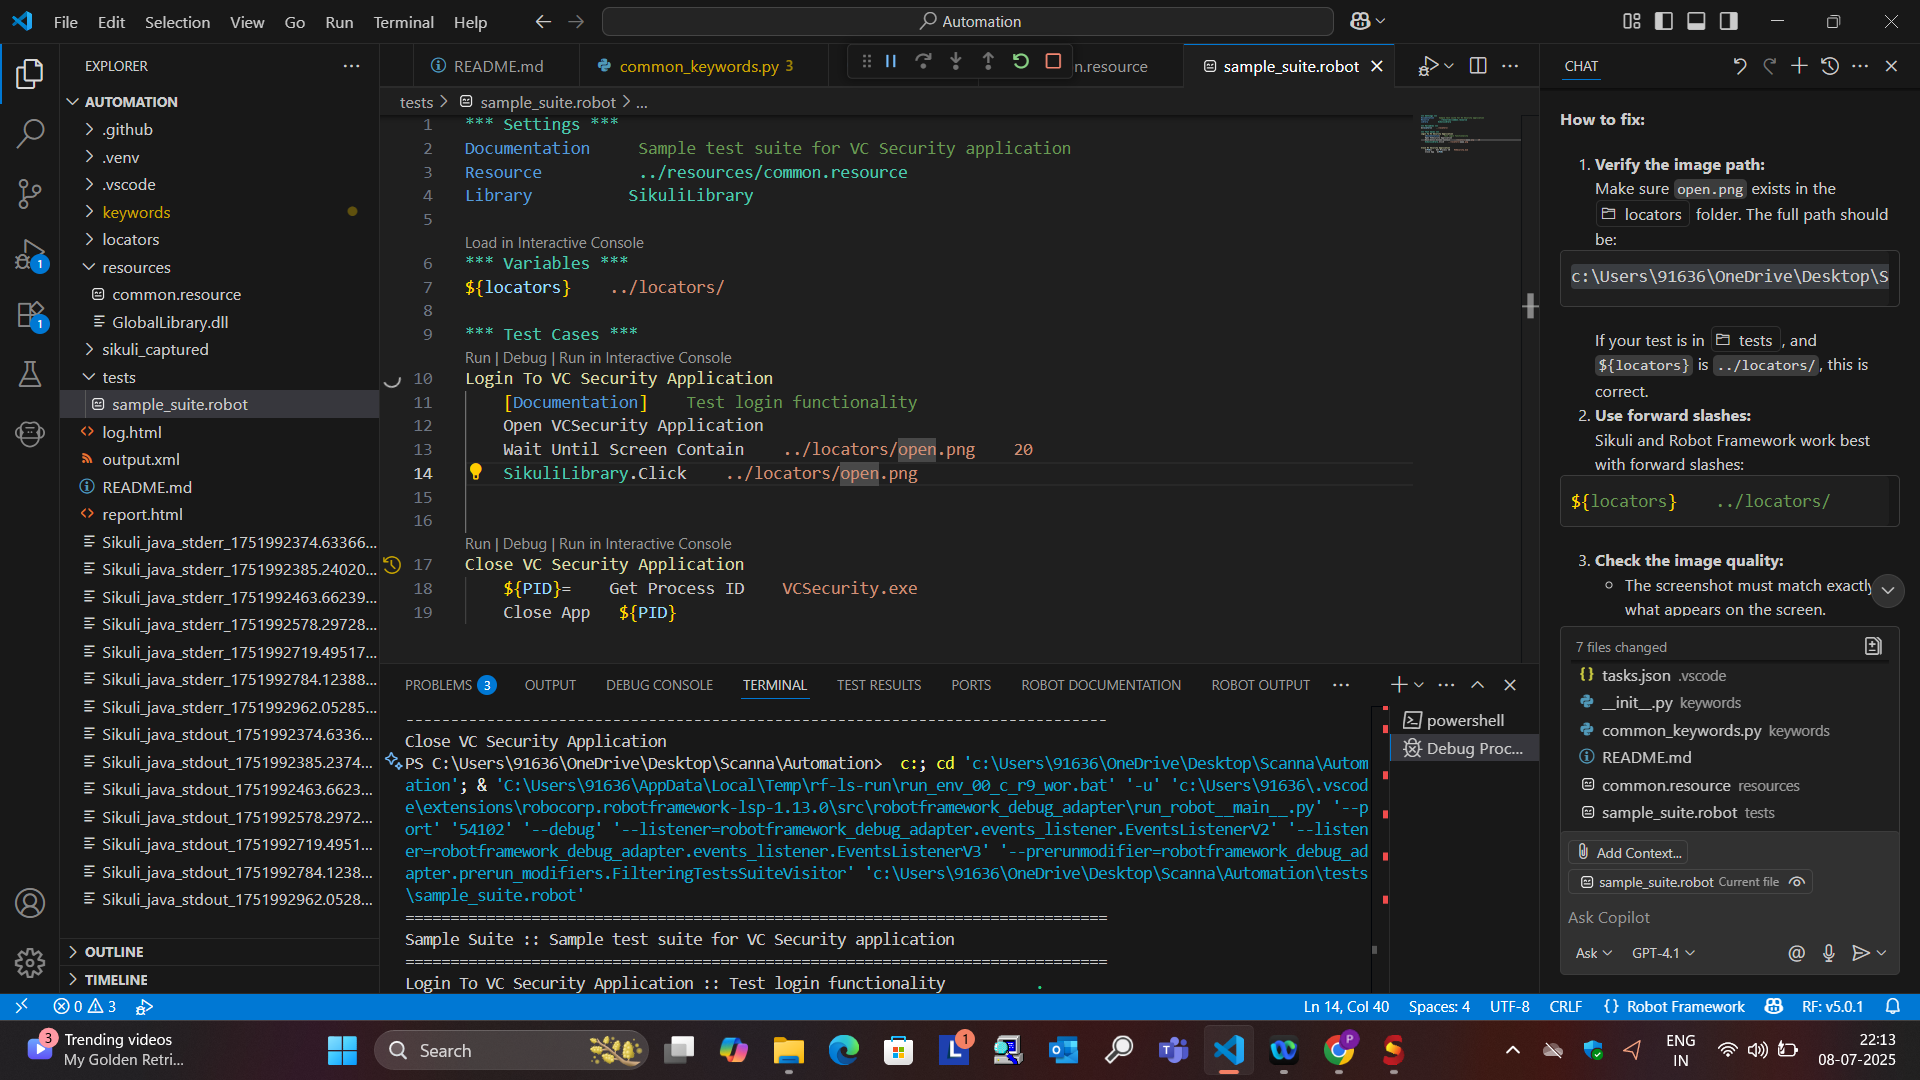 File Edit Selection View Go Run Terminal Help
Automation
EXPLORER
AUTOMATION
.github
.venv
.vscode
keywords
locators
resources
common.resource
GlobalLibrary.dll
sikuli_captured
tests
sample_suite.robot
log.html
output.xml
README.md
report.html
Sikuli_java_stderr_1751992374.63366...
Sikuli_java_stderr_1751992385.24020...
Sikuli_java_stderr_1751992463.66239...
Sikuli_java_stderr_1751992578.29728...
Sikuli_java_stderr_1751992719.49517...
Sikuli_java_stderr_1751992784.12388...
Sikuli_java_stderr_1751992962.05285...
Sikuli_java_stdout_1751992374.6336...
Sikuli_java_stdout_1751992385.2374...
Sikuli_java_stdout_1751992463.6623...
Sikuli_java_stdout_1751992578.2972...
Sikuli_java_stdout_1751992719.4951...
Sikuli_java_stdout_1751992784.1238...
Sikuli_java_stdout_1751992962.0528...
OUTLINE
TIMELINE
1
1
README.md
common_keywords.py 3
n.resource
sample_suite.robot
tests > sample_suite.robot > ...
1 *** Settings ***
2 Documentation Sample test suite for VC Security application
3 Resource ../resources/common.resource
4 Library SikuliLibrary
5
Load in Interactive Console
6 *** Variables ***
7 ${locators} ../locators/
8
9 *** Test Cases ***
Run | Debug | Run in Interactive Console
10 Login To VC Security Application
11 [Documentation] Test login functionality
12 Open VCSecurity Application
13 Wait Until Screen Contain ../locators/open.png 20
14 SikuliLibrary.Click ../locators/open.png
15
16
Run | Debug | Run in Interactive Console
17 Close VC Security Application
18 ${PID}= Get Process ID VCSecurity.exe
19 Close App ${PID}
PROBLEMS 3 OUTPUT DEBUG CONSOLE TERMINAL TEST RESULTS PORTS ROBOT DOCUMENTATION ROBOT OUTPUT
powershell
Debug Proc...
------------------------------------------------------------------------------
Close VC Security Application
PS C:\Users\91636\OneDrive\Desktop\Scanna\Automation> c:; cd 'c:\Users\91636\OneDrive\Desktop\Scanna\Autom
ation'; & 'C:\Users\91636\AppData\Local\Temp\rf-ls-run\run_env_00_c_r9_wor.bat' '-u' 'c:\Users\91636\.vscod
e\extensions\robocorp.robotframework-lsp-1.13.0\src\robotframework_debug_adapter\run_robot__main__.py' '--p
ort' '54102' '--debug' '--listener=robotframework_debug_adapter.events_listener.EventsListenerV2' '--listen
er=robotframework_debug_adapter.events_listener.EventsListenerV3' '--prerunmodifier=robotframework_debug_ad
apter.prerun_modifiers.FilteringTestsSuiteVisitor' 'c:\Users\91636\OneDrive\Desktop\Scanna\Automation\tests
\sample_suite.robot'
==============================================================================
Sample Suite :: Sample test suite for VC Security application
==============================================================================
Login To VC Security Application :: Test login functionality .
CHAT
How to fix:
1. Verify the image path:
Make sure open.png exists in the
locators folder. The full path should
be:
c:\Users\91636\OneDrive\Desktop\S
If your test is in tests , and
${locators} is ../locators/ , this is
correct.
2. Use forward slashes:
Sikuli and Robot Framework work best
with forward slashes:
${locators} ../locators/
3. Check the image quality:
The screenshot must match exactly
what appears on the screen.
7 files changed
tasks.json .vscode
__init__.py keywords
common_keywords.py keywords
README.md
common.resource resources
sample_suite.robot tests
Add Context...
sample_suite.robot Current file
Ask Copilot
Ask GPT-4.1
0 3
Ln 14, Col 40 Spaces: 4 UTF-8 CRLF {} Robot Framework RF: v5.0.1
3
Trending videos
My Golden Retri...
Search
1
P
ENG
IN
22:13
08-07-2025